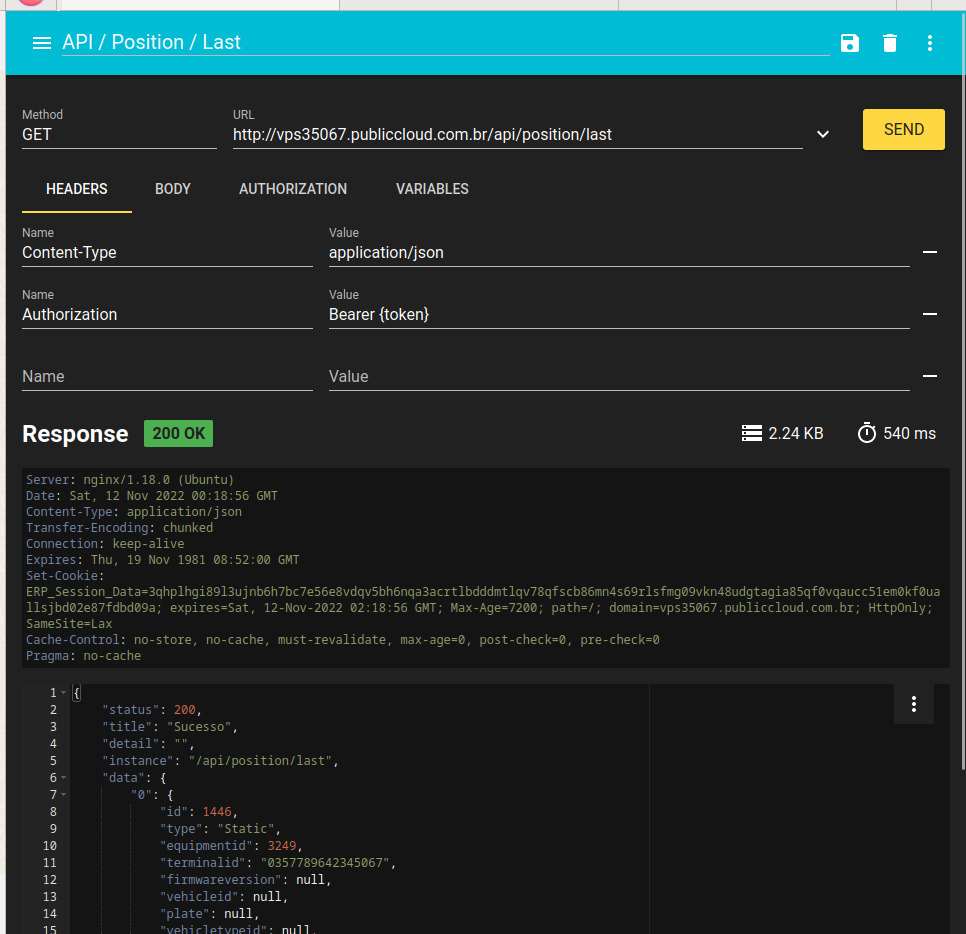 API / Position / Last
Method
GET
URL
http://vps35067.publiccloud.com.br/api/position/last
SEND
HEADERS BODY AUTHORIZATION VARIABLES
Name Value
Content-Type application/json
Name Value
Authorization Bearer {token}
Name Value
Response 200 OK 2.24 KB 540 ms
Server: nginx/1.18.0 (Ubuntu)
Date: Sat, 12 Nov 2022 00:18:56 GMT
Content-Type: application/json
Transfer-Encoding: chunked
Connection: keep-alive
Expires: Thu, 19 Nov 1981 08:52:00 GMT
Set-Cookie:
ERP_Session_Data=3qhplhgi89l3ujnb6h7bc7e56e8vdqv5bh6nqa3acrtlbdddmtlqv78qfscb86mn4s69rlsfmg09vkn48udgtagia85qf0vqaucc51em0kf0ua
llsjbd02e87fdbd09a; expires=Sat, 12-Nov-2022 02:18:56 GMT; Max-Age=7200; path=/; domain=vps35067.publiccloud.com.br; HttpOnly;
SameSite=Lax
Cache-Control: no-store, no-cache, must-revalidate, max-age=0, post-check=0, pre-check=0
Pragma: no-cache
1 {
2 "status": 200,
3 "title": "Sucesso",
4 "detail": "",
5 "instance": "/api/position/last",
6 "data": {
7 "0": {
8 "id": 1446,
9 "type": "Static",
10 "equipmentid": 3249,
11 "terminalid": "0357789642345067",
12 "firmwareversion": null,
13 "vehicleid": null,
14 "plate": null,
15 "vehicletypeid": null,